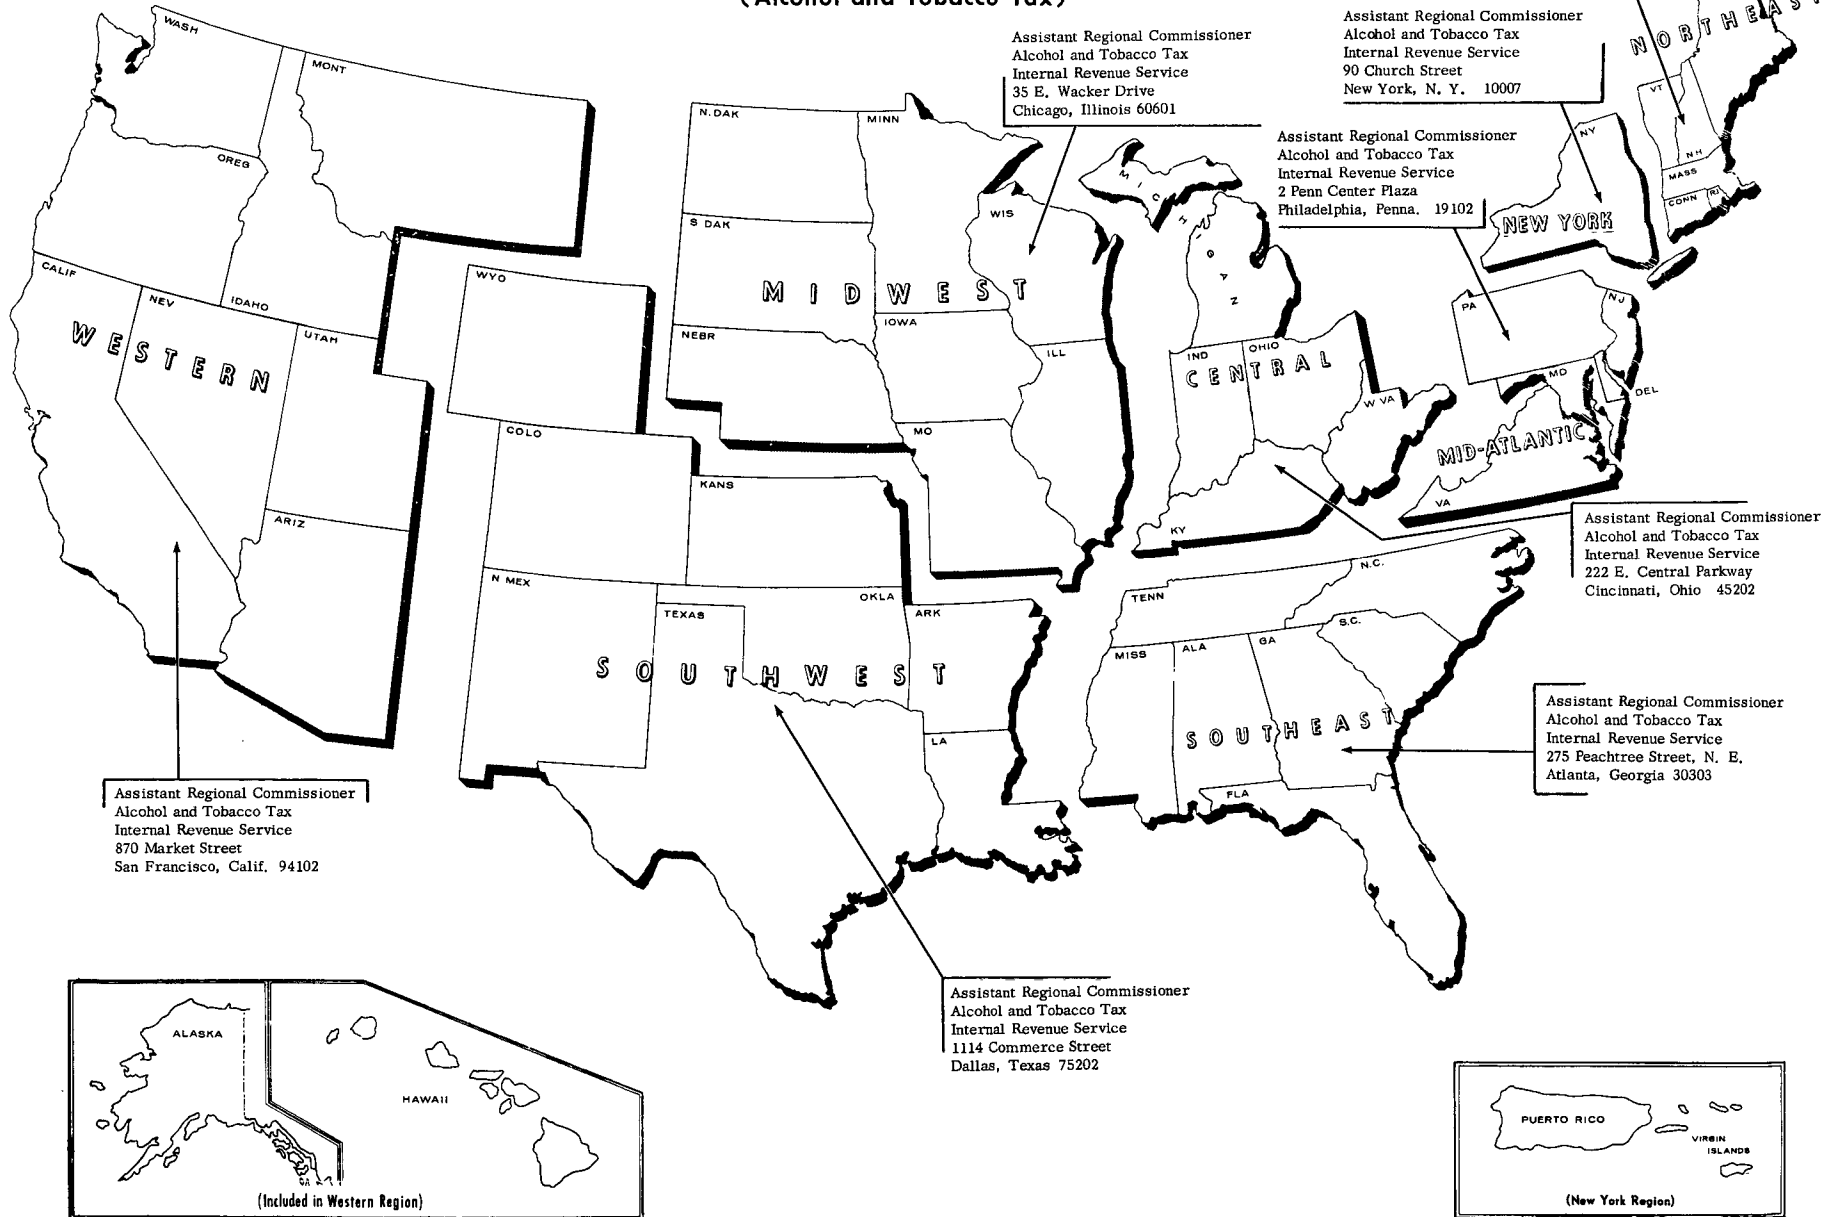 (Alcohol and Tobacco Tax)
Assistant Regional Commissioner
Alcohol and Tobacco Tax
Internal Revenue Service
35 E. Wacker Drive
Chicago, Illinois 60601
Assistant Regional Commissioner
Alcohol and Tobacco Tax
Internal Revenue Service
90 Church Street
New York, N. Y. 10007
Assistant Regional Commissioner
Alcohol and Tobacco Tax
Internal Revenue Service
2 Penn Center Plaza
Philadelphia, Penna. 19102
NORTHEAST
WASH
MONT
OREG
IDAHO
CALIF
NEV
UTAH
ARIZ
WESTERN
WYO
COLO
KANS
N MEX
TEXAS
OKLA
ARK
LA
SOUTHWEST
N. DAK
MINN
S DAK
WIS
NEBR
IOWA
ILL
MO
MIDWEST
MICHIGAN
IND
OHIO
W VA
KY
CENTRAL
VT
NH
MASS
CONN
RI
NY
NEW YORK
PA
NJ
MD
DEL
VA
MID-ATLANTIC
TENN
N.C.
S.C.
MISS
ALA
GA
FLA
SOUTHEAST
Assistant Regional Commissioner
Alcohol and Tobacco Tax
Internal Revenue Service
222 E. Central Parkway
Cincinnati, Ohio 45202
Assistant Regional Commissioner
Alcohol and Tobacco Tax
Internal Revenue Service
275 Peachtree Street, N. E.
Atlanta, Georgia 30303
Assistant Regional Commissioner
Alcohol and Tobacco Tax
Internal Revenue Service
870 Market Street
San Francisco, Calif. 94102
Assistant Regional Commissioner
Alcohol and Tobacco Tax
Internal Revenue Service
1114 Commerce Street
Dallas, Texas 75202
ALASKA
HAWAII
(Included in Western Region)
PUERTO RICO
VIRGIN
ISLANDS
(New York Region)